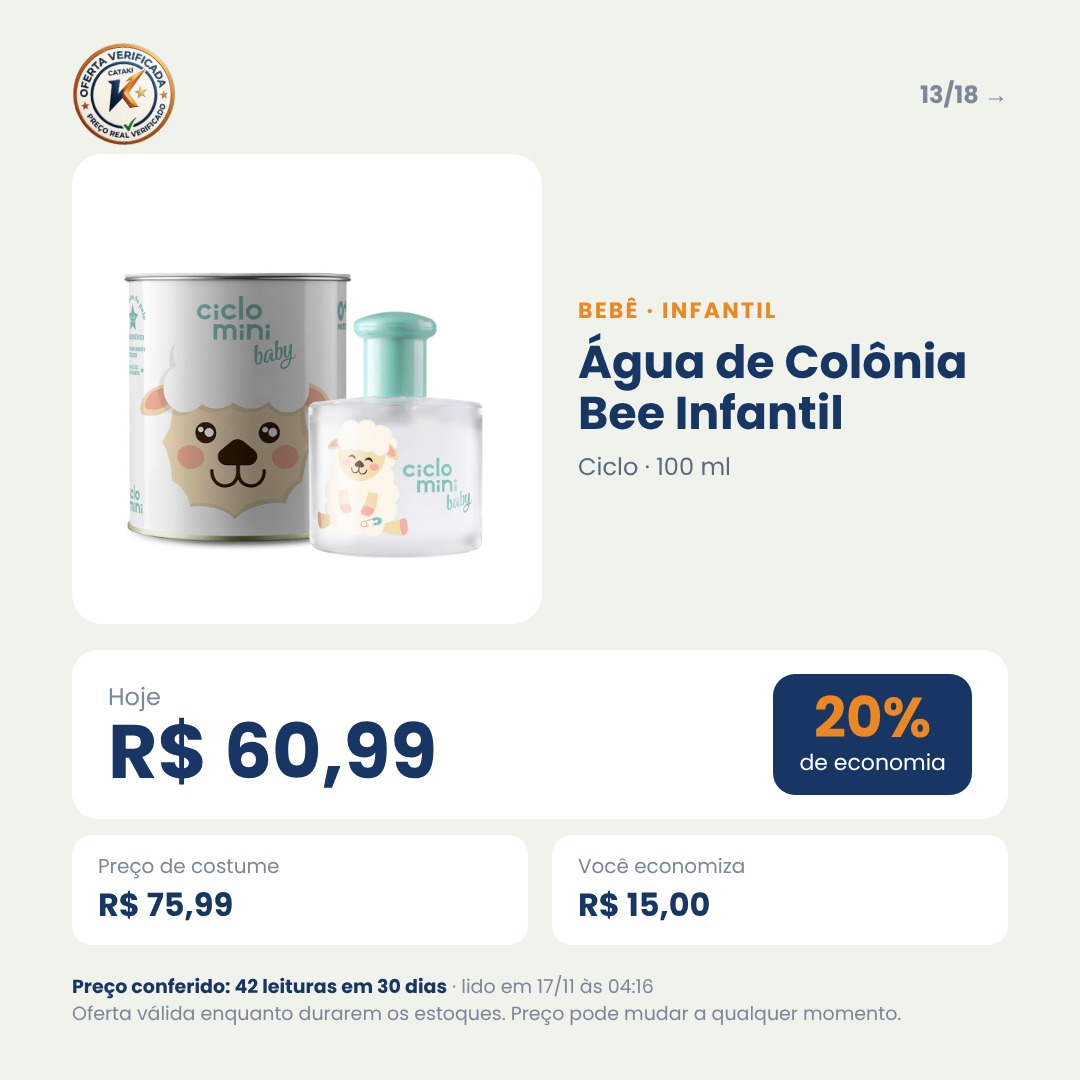 OFERTA VERIFICADA
CATAKI
K
PREÇO REAL VERIFICADO
13/18 →
ciclo
mini
baby
ciclo
mini
baby
BEBÊ · INFANTIL
Água de Colônia
Bee Infantil
Ciclo · 100 ml
Hoje
R$ 60,99
20%
de economia
Preço de costume
R$ 75,99
Você economiza
R$ 15,00
Preço conferido: 42 leituras em 30 dias · lido em 17/11 às 04:16
Oferta válida enquanto durarem os estoques. Preço pode mudar a qualquer momento.